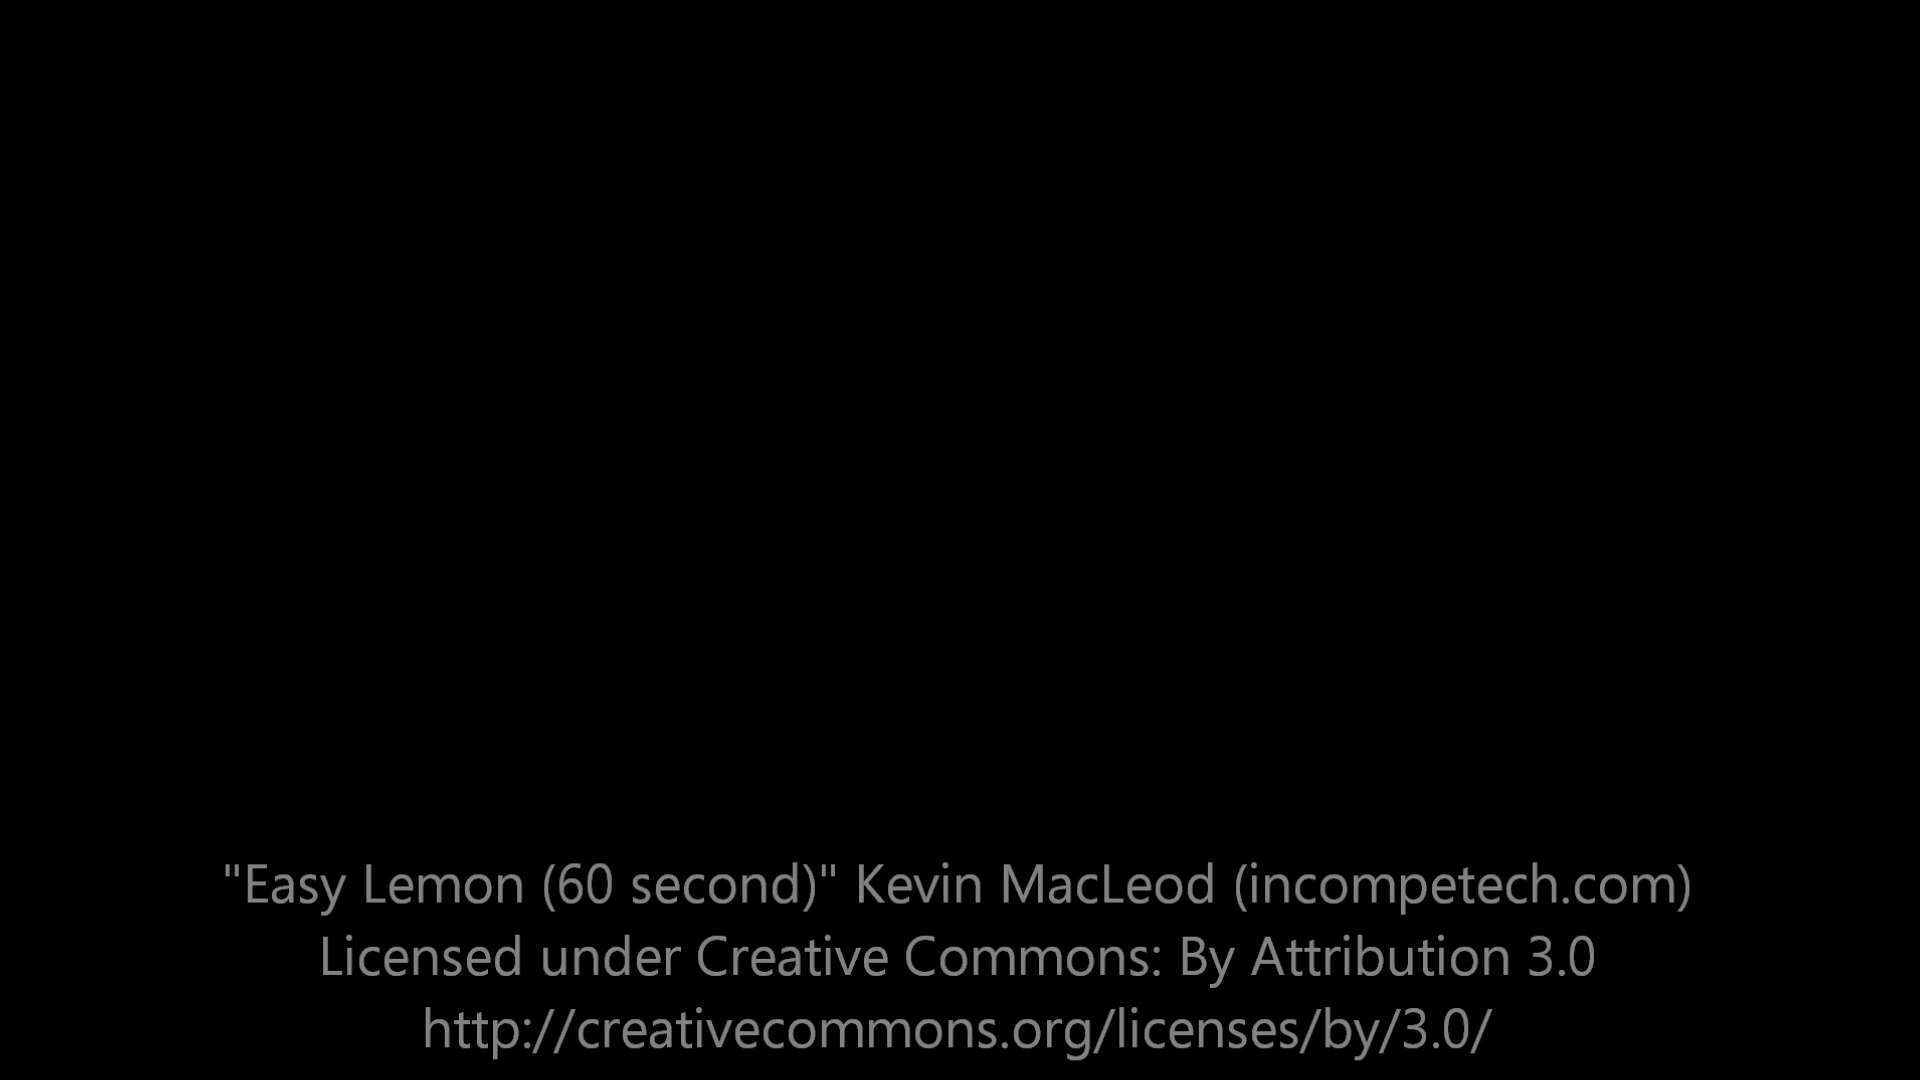 "Easy Lemon (60 second)" Kevin MacLeod (incompetech.com)
Licensed under Creative Commons: By Attribution 3.0
http://creativecommons.org/licenses/by/3.0/